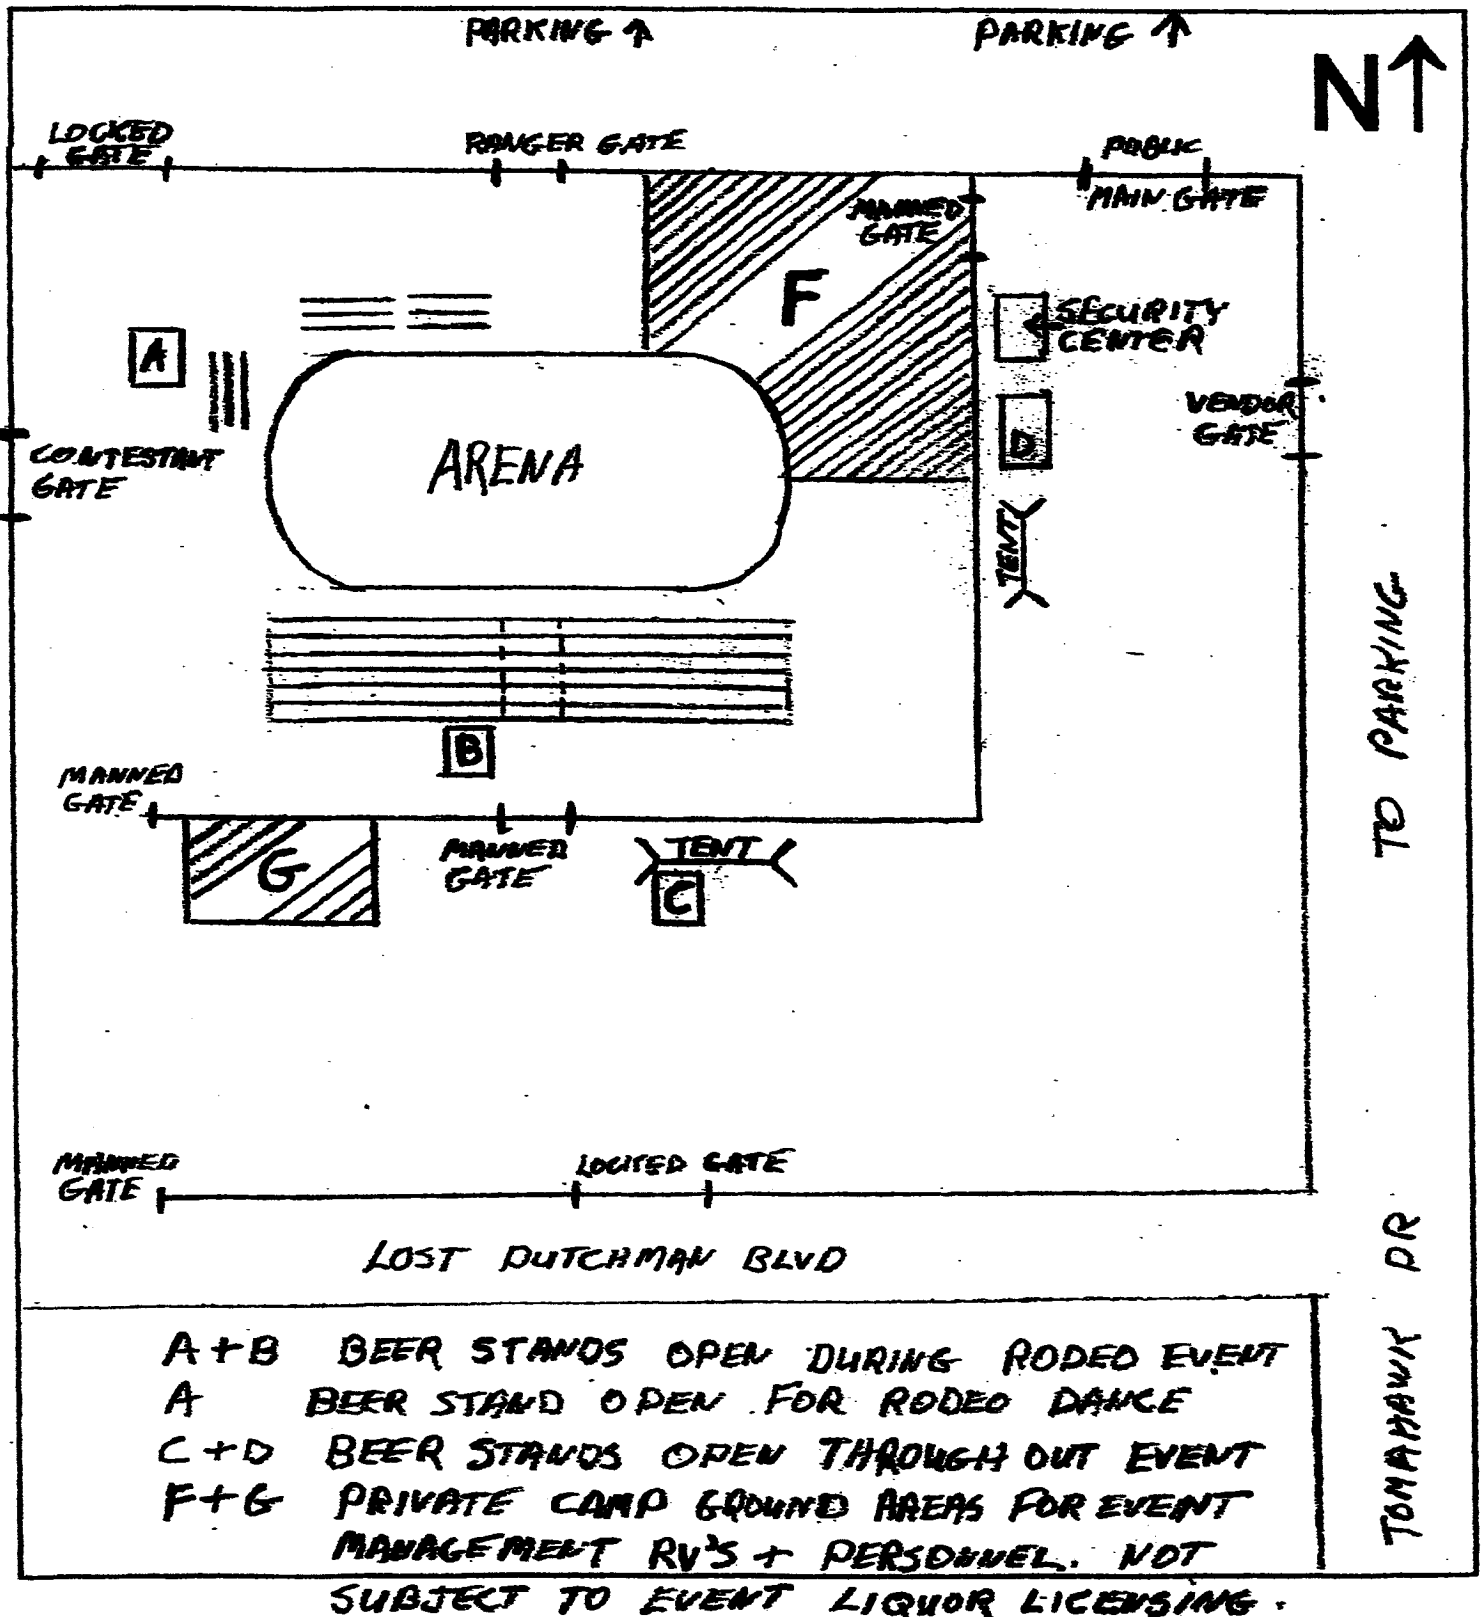 PARKING ↑
PARKING ↑
N↑
LOCKED
GATE
RANGER GATE
PUBLIC
MAIN GATE
MANNED
GATE
F
SECURITY
CENTER
A
VENDOR
GATE
CONTESTANT
GATE
ARENA
D
TENT
TO PARKING
B
MANNED
GATE
MANNED
GATE
TENT
G
C
MANNED
GATE
LOCKED GATE
LOST DUTCHMAN BLVD
TOMAHAWK DR
A+B BEER STANDS OPEN DURING RODEO EVENT
A BEER STAND OPEN FOR RODEO DANCE
C+D BEER STANDS OPEN THROUGH OUT EVENT
F+G PRIVATE CAMP GROUND AREAS FOR EVENT
MANAGEMENT RV'S + PERSONNEL. NOT
SUBJECT TO EVENT LIQUOR LICENSING.